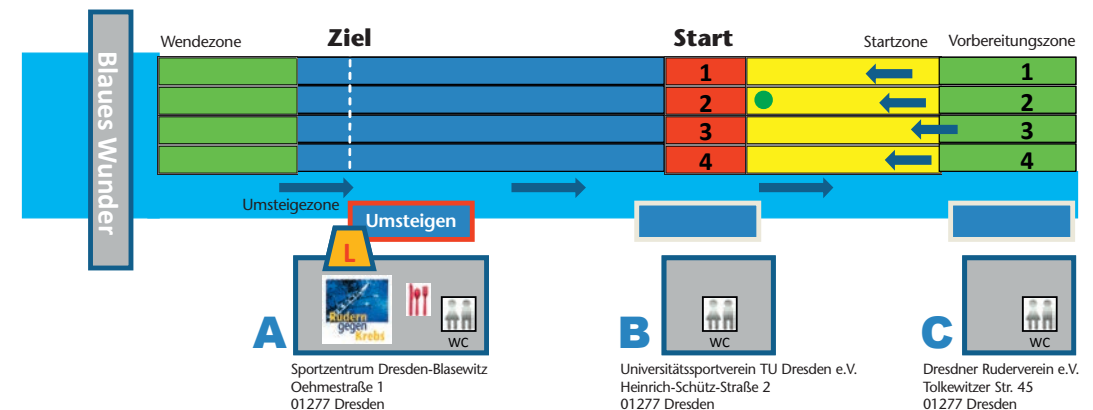 Wendezone
Ziel
Start
Startzone
Vorbereitungszone
Blaues Wunder
1
1
2
2
3
3
4
4
Umsteigezone
Umsteigen
L
Rudern
gegen
Krebs
WC
A
WC
B
WC
C
Sportzentrum Dresden-Blasewitz
Oehmestraße 1
01277 Dresden
Universitätssportverein TU Dresden e.V.
Heinrich-Schütz-Straße 2
01277 Dresden
Dresdner Ruderverein e.V.
Tolkewitzer Str. 45
01277 Dresden